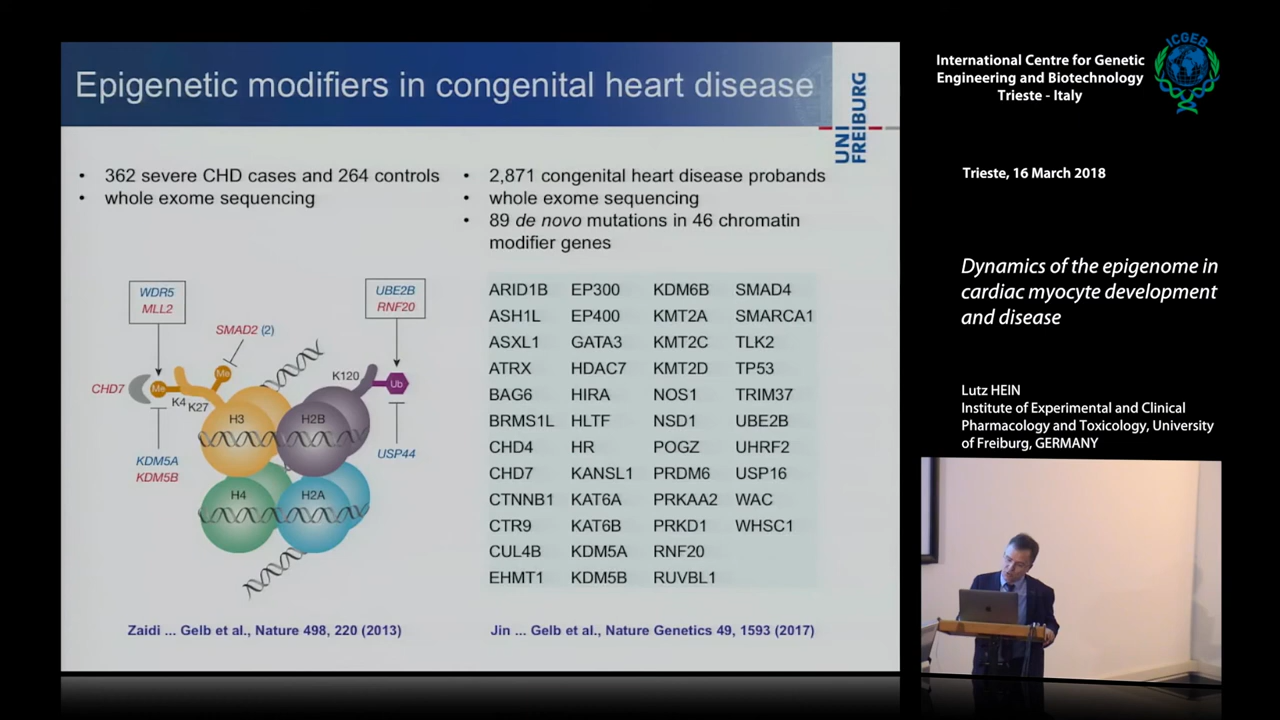 Epigenetic modifiers in congenital heart disease
UNI
FREIBURG
• 362 severe CHD cases and 264 controls
• whole exome sequencing
• 2,871 congenital heart disease probands
• whole exome sequencing
• 89 de novo mutations in 46 chromatin
modifier genes
WDR5
MLL2
UBE2B
RNF20
SMAD2 (2)
CHD7
Me
Me
K4
K27
K120
Ub
H3
H2B
KDM5A
KDM5B
USP44
H4
H2A
ARID1B EP300 KDM6B SMAD4
ASH1L EP400 KMT2A SMARCA1
ASXL1 GATA3 KMT2C TLK2
ATRX HDAC7 KMT2D TP53
BAG6 HIRA NOS1 TRIM37
BRMS1L HLTF NSD1 UBE2B
CHD4 HR POGZ UHRF2
CHD7 KANSL1 PRDM6 USP16
CTNNB1 KAT6A PRKAA2 WAC
CTR9 KAT6B PRKD1 WHSC1
CUL4B KDM5A RNF20
EHMT1 KDM5B RUVBL1
Zaidi ... Gelb et al., Nature 498, 220 (2013)
Jin ... Gelb et al., Nature Genetics 49, 1593 (2017)
International Centre for Genetic
Engineering and Biotechnology
Trieste - Italy
ICGEB
Trieste, 16 March 2018
Dynamics of the epigenome in
cardiac myocyte development
and disease
Lutz HEIN
Institute of Experimental and Clinical
Pharmacology and Toxicology, University
of Freiburg, GERMANY